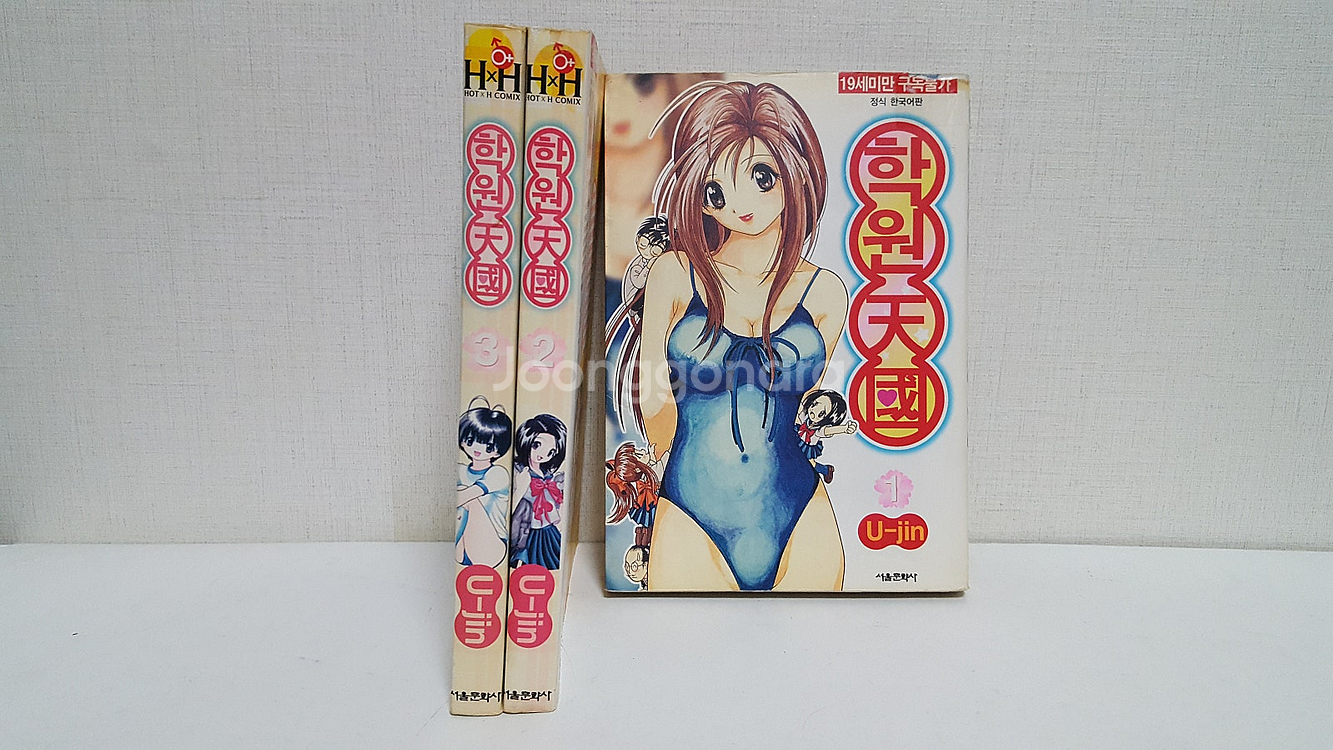 H×H
HOT×H COMIX
학원天國
3
U-jin
서울문화사
H×H
HOT×H COMIX
학원天國
2
U-jin
서울문화사
19세미만 구독불가
정식 한국어판
학원天國
1
U-jin
서울문화사
Joonggonara